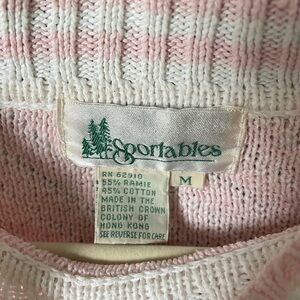 Sportables
M
RN 62910
55% RAMIE
45% COTTON
MADE IN THE
BRITISH CROWN
COLONY OF
HONG KONG
SEE REVERSE FOR CARE